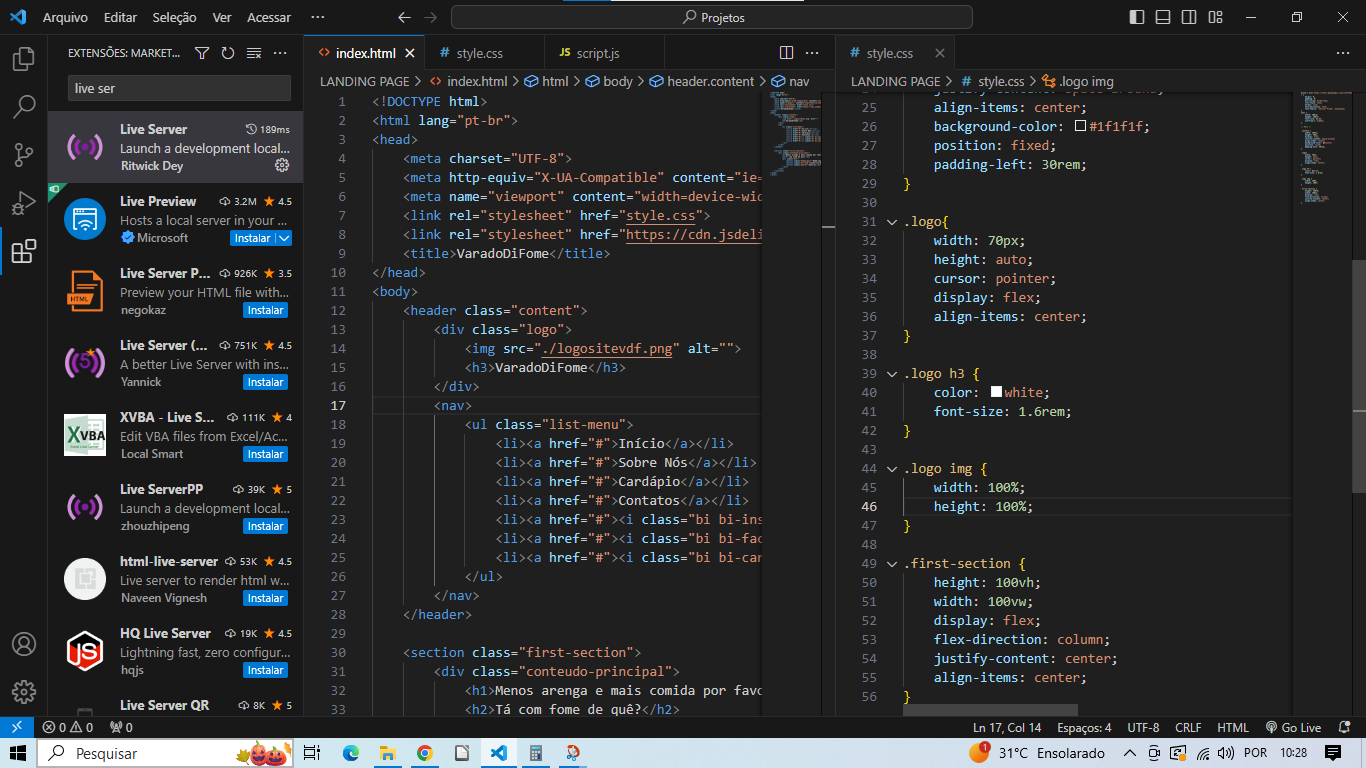 Arquivo Editar Seleção Ver Acessar ··· Projetos
EXTENSÕES: MARKET...
live ser
Live Server 189ms
Launch a development local...
Ritwick Dey
Live Preview 3.2M 4.5
Hosts a local server in your ...
Microsoft Instalar
Live Server P... 926K 3.5
Preview your HTML file with...
negokaz Instalar
Live Server (... 751K 4.5
A better Live Server with ins...
Yannick Instalar
XVBA - Live S... 111K 4
Edit VBA files from Excel/Ac...
Local Smart Instalar
Live ServerPP 39K 5
Launch a development local...
zhouzhipeng Instalar
html-live-server 53K 4.5
Live server to render html w...
Naveen Vignesh Instalar
HQ Live Server 19K 4.5
Lightning fast, zero configur...
hqjs Instalar
Live Server QR 8K 5
index.html style.css JS script.js
LANDING PAGE > index.html > html > body > header.content > nav
1 <!DOCTYPE html>
2 <html lang="pt-br">
3 <head>
4 <meta charset="UTF-8">
5 <meta http-equiv="X-UA-Compatible" content="ie=
6 <meta name="viewport" content="width=device-wid
7 <link rel="stylesheet" href="style.css">
8 <link rel="stylesheet" href="https://cdn.jsdeli
9 <title>VaradoDiFome</title>
10 </head>
11 <body>
12 <header class="content">
13 <div class="logo">
14 <img src="./logositevdf.png" alt="">
15 <h3>VaradoDiFome</h3>
16 </div>
17 <nav>
18 <ul class="list-menu">
19 <li><a href="#">Início</a></li>
20 <li><a href="#">Sobre Nós</a></li>
21 <li><a href="#">Cardápio</a></li>
22 <li><a href="#">Contatos</a></li>
23 <li><a href="#"><i class="bi bi-ins
24 <li><a href="#"><i class="bi bi-fac
25 <li><a href="#"><i class="bi bi-car
26 </ul>
27 </nav>
28 </header>
29
30 <section class="first-section">
31 <div class="conteudo-principal">
32 <h1>Menos arenga e mais comida por favo
33 <h2>Tá com fome de quê?</h2>
# style.css
LANDING PAGE > # style.css > .logo img
25 align-items: center;
26 background-color: #1f1f1f;
27 position: fixed;
28 padding-left: 30rem;
29 }
30
31 .logo{
32 width: 70px;
33 height: auto;
34 cursor: pointer;
35 display: flex;
36 align-items: center;
37 }
38
39 .logo h3 {
40 color: white;
41 font-size: 1.6rem;
42 }
43
44 .logo img {
45 width: 100%;
46 height: 100%;
47 }
48
49 .first-section {
50 height: 100vh;
51 width: 100vw;
52 display: flex;
53 flex-direction: column;
54 justify-content: center;
55 align-items: center;
56 }
0 0 0 Ln 17, Col 14 Espaços: 4 UTF-8 CRLF HTML Go Live
Pesquisar 1 31°C Ensolarado POR 10:28